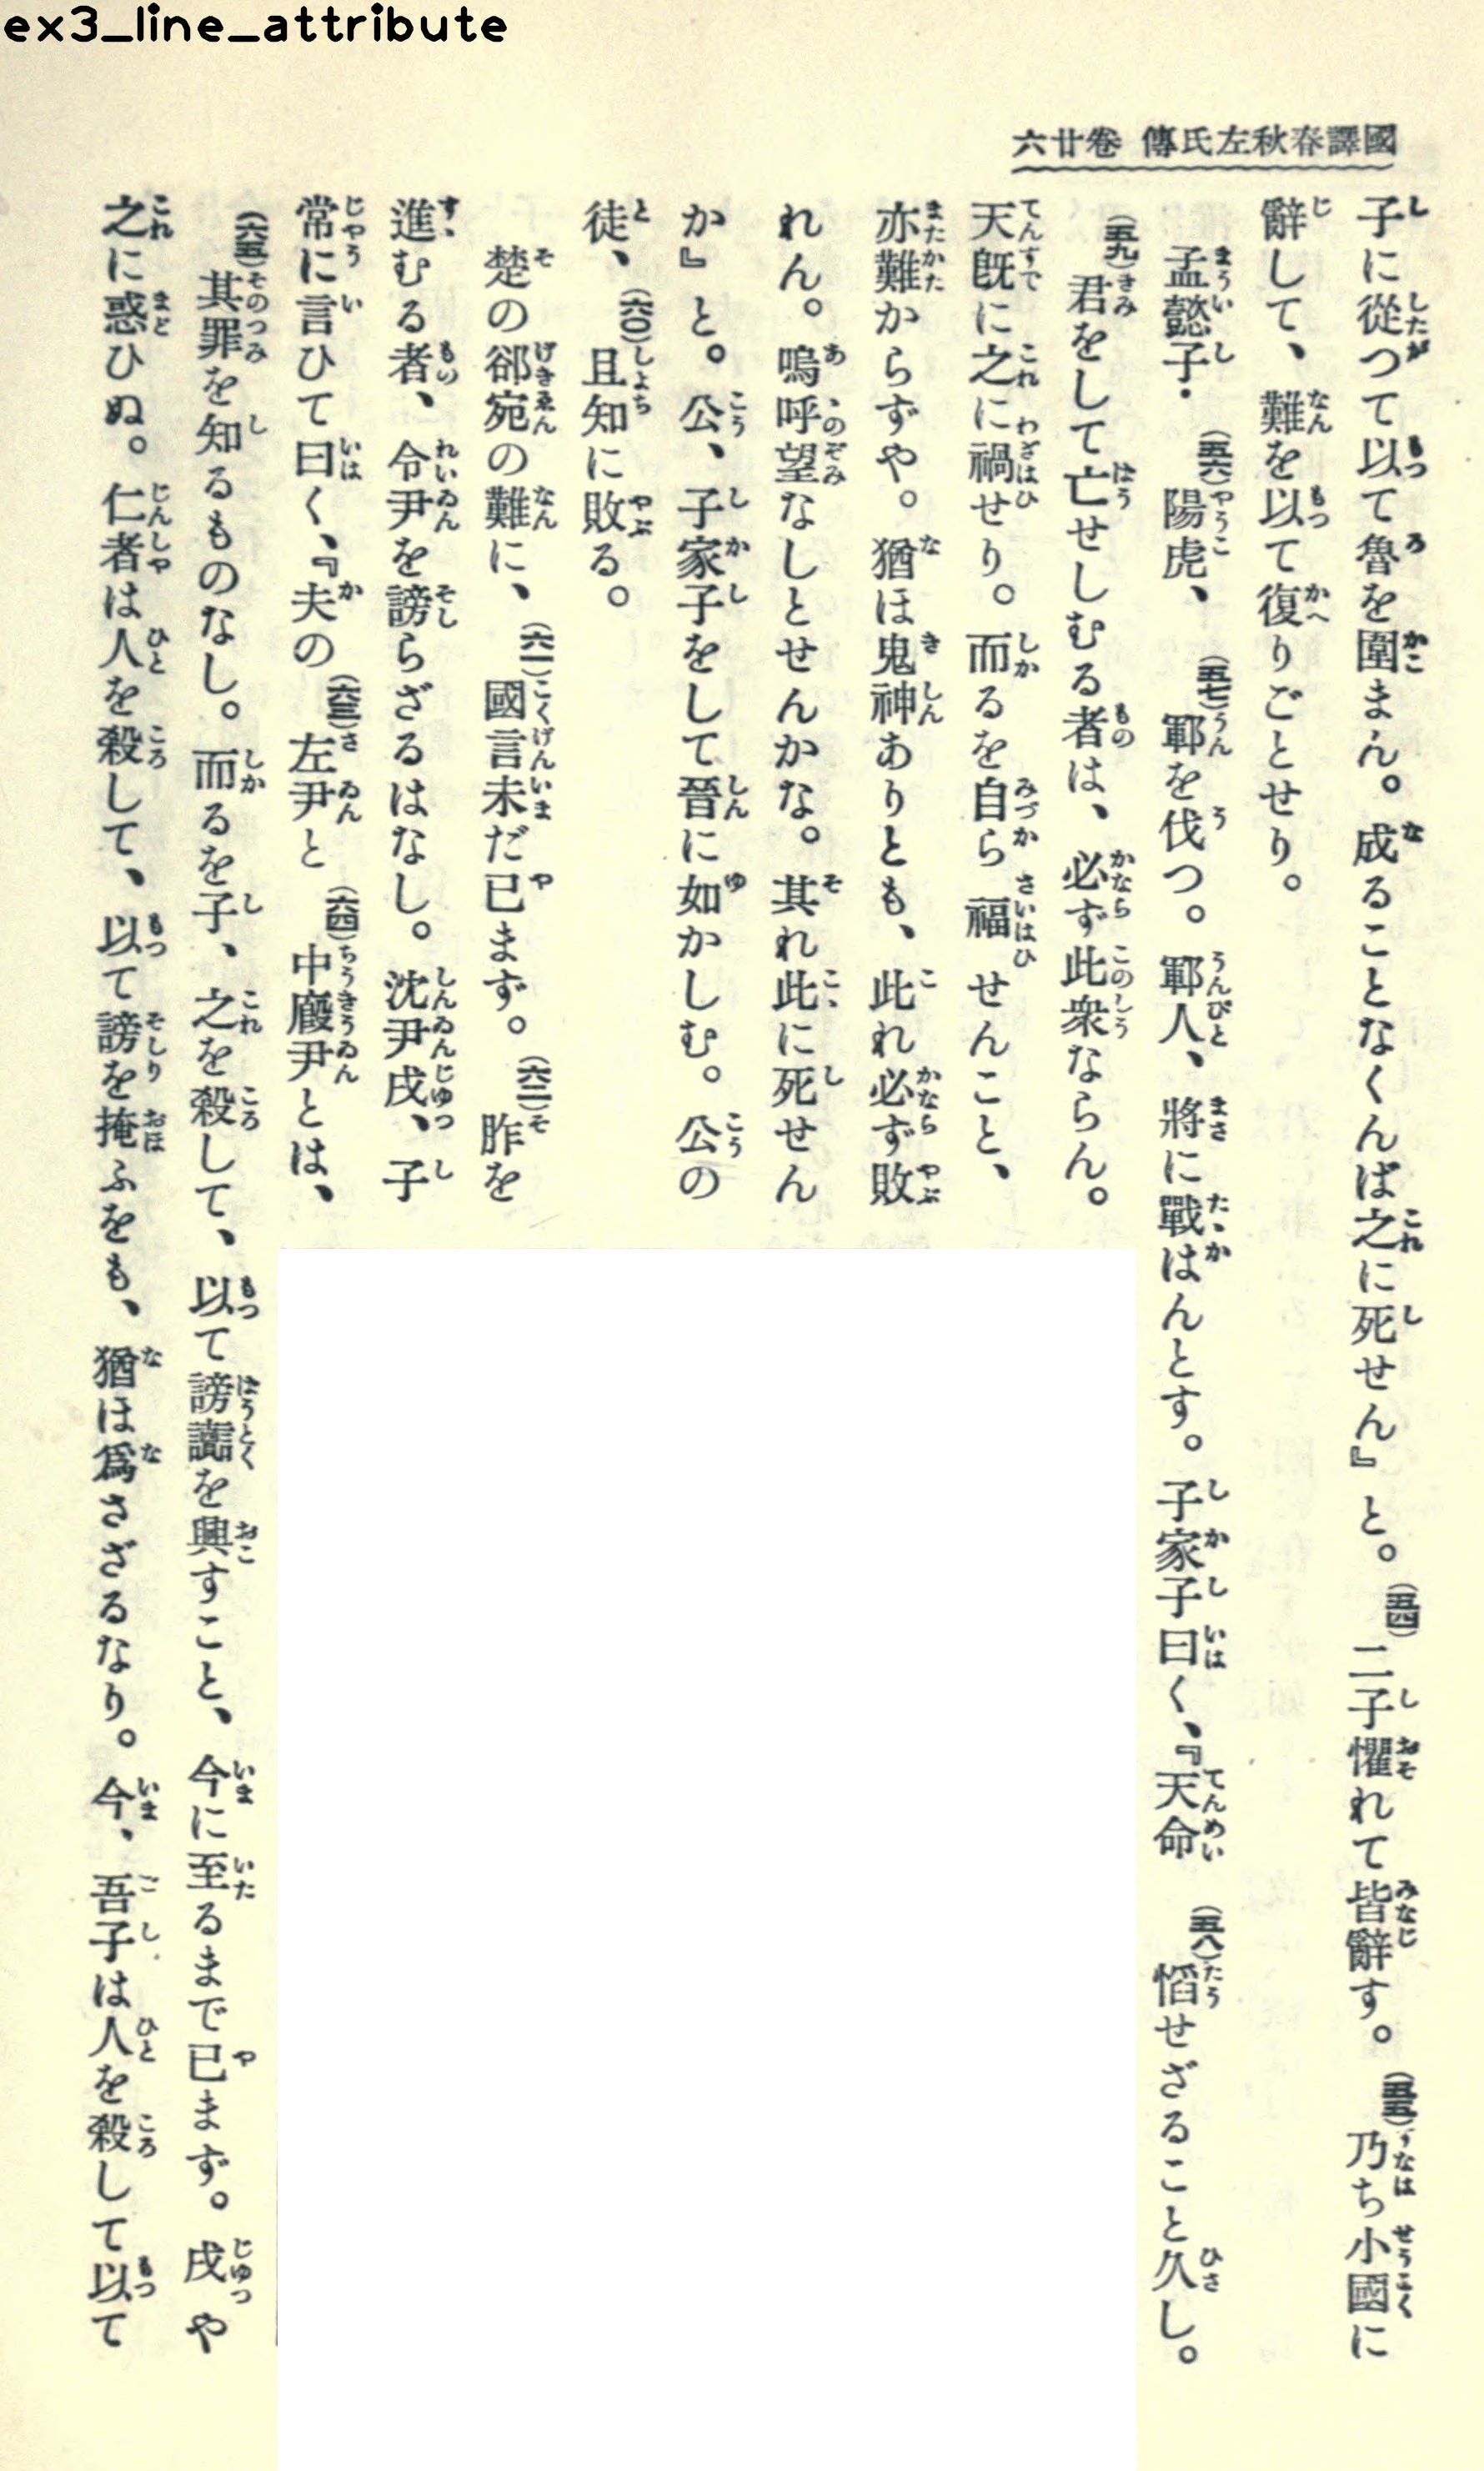 ex3_line_attribute
國譯春秋左氏傳 卷廿六
子に從つて以て魯を圍まん。成ることなくんば之に死せん』と。(五四)二子懼れて皆辭す。(五五)乃ち小國に
辭して、難を以て復りごとせり。
孟懿子・(五六)陽虎、(五七)鄆を伐つ。鄆人、將に戰はんとす。子家子曰く、『天命(五八)慆せざること久し。
(五九)君をして亡せしむる者は、必ず此衆ならん。
天旣に之に禍せり。而るを自ら福せんこと、
亦難からずや。猶ほ鬼神ありとも、此れ必ず敗
れん。嗚呼望なしとせんかな。其れ此に死せん
か』と。公、子家子をして晉に如かしむ。公の
徒、(六〇)且知に敗る。
楚の郤宛の難に、(六一)國言未だ已まず。(六二)胙を
進むる者、令尹を謗らざるはなし。沈尹戌、子
常に言ひて曰く、『夫の(六三)左尹と(六四)中廏尹とは、
(六五)其罪を知るものなし。而るを子、之を殺して、以て謗讟を興すこと、今に至るまで已まず。戌や
之に惑ひぬ。仁者は人を殺して、以て謗を掩ふをも、猶ほ爲さざるなり。今、吾子は人を殺して以て